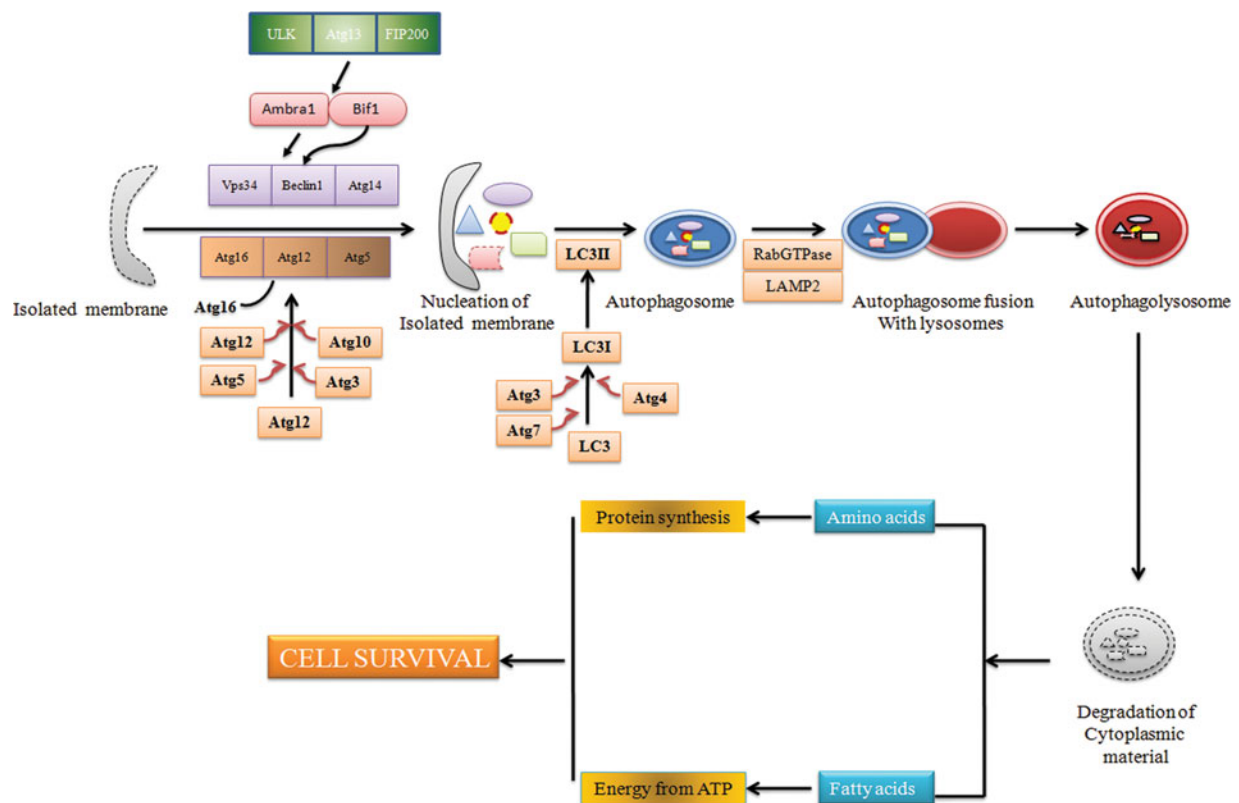 ULK Atg13 FIP200
Ambra1 Bif1
Vps34 Beclin1 Atg14
Atg16 Atg12 Atg5
Isolated membrane
Atg16
Atg12 Atg10
Atg5 Atg3
Atg12
Nucleation of
Isolated membrane
LC3II
LC3I
Atg3 Atg4
Atg7
LC3
Autophagosome
RabGTPase
LAMP2
Autophagosome fusion
With lysosomes
Autophagolysosome
Protein synthesis Amino acids
CELL SURVIVAL
Degradation of
Cytoplasmic
material
Energy from ATP Fatty acids